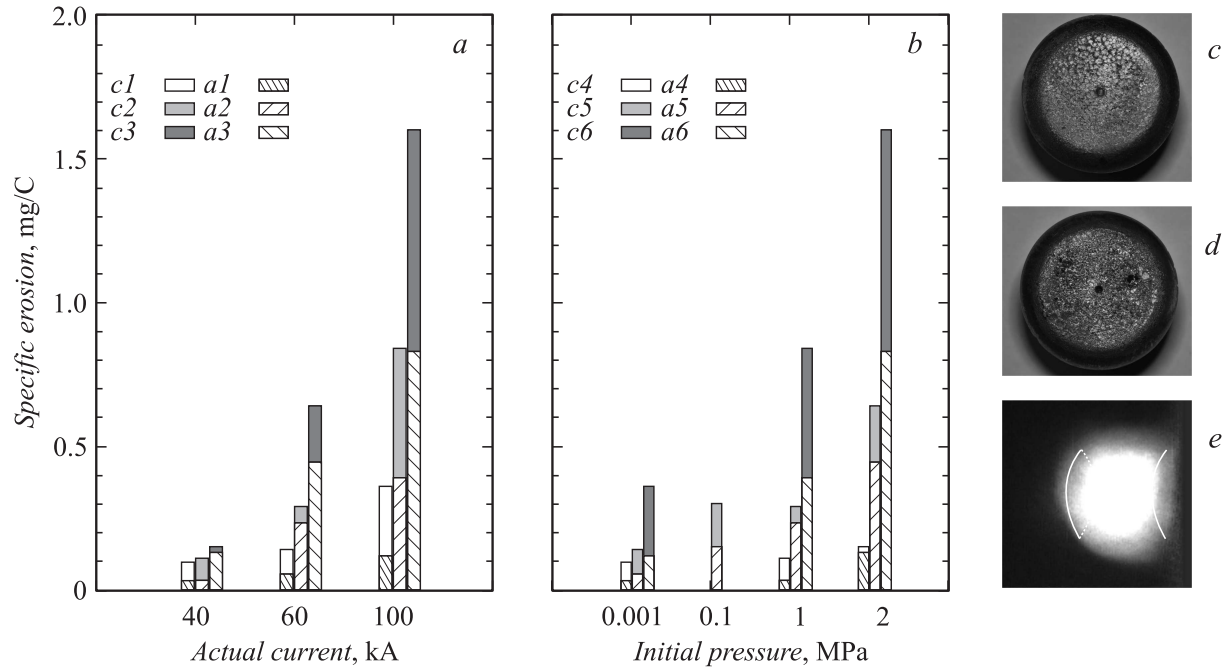 2.0
1.5
1.0
0.5
0
Specific erosion, mg/C
a
c1 a1
c2 a2
c3 a3
40 60 100
Actual current, kA
b
c4 a4
c5 a5
c6 a6
0.001 0.1 1 2
Initial pressure, MPa
c
d
e